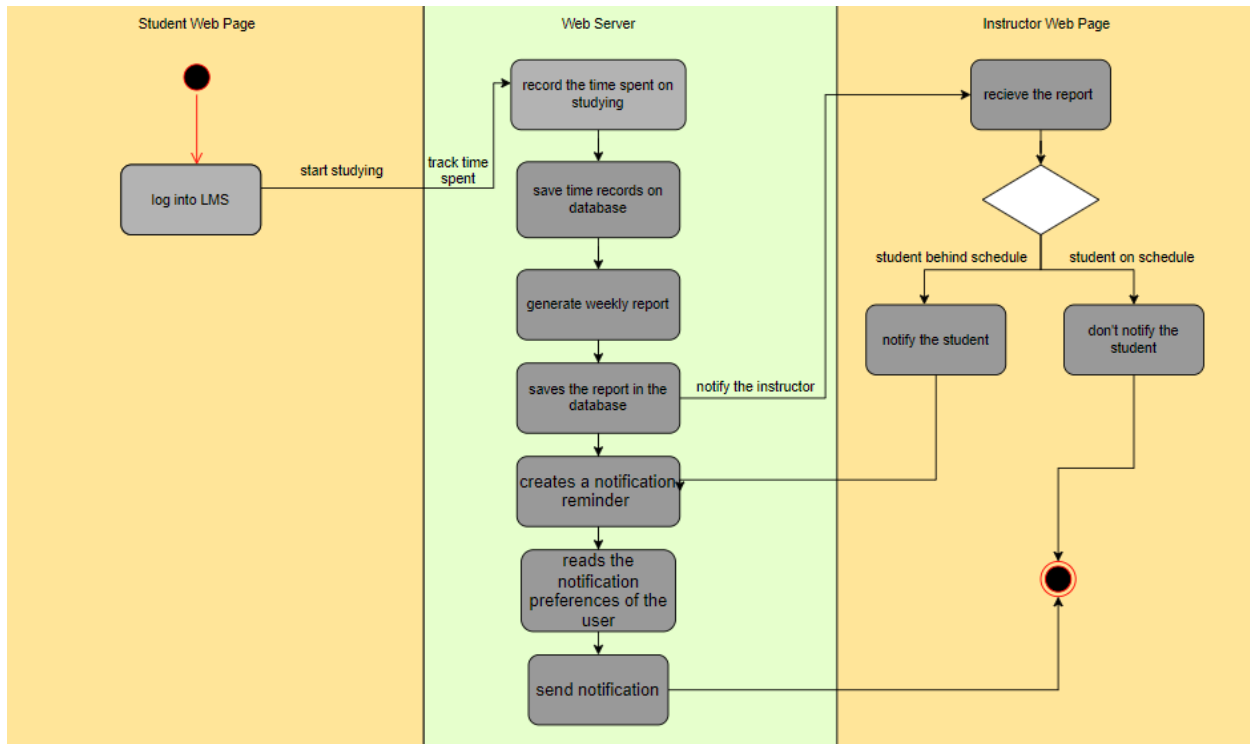 Student Web Page
Web Server
Instructor Web Page
record the time spent on
studying
recieve the report
start studying
track time
spent
log into LMS
save time records on
database
student behind schedule
student on schedule
generate weekly report
notify the student
don't notify the
student
saves the report in the
database
notify the instructor
creates a notification
reminder
reads the
notification
preferences of the
user
send notification